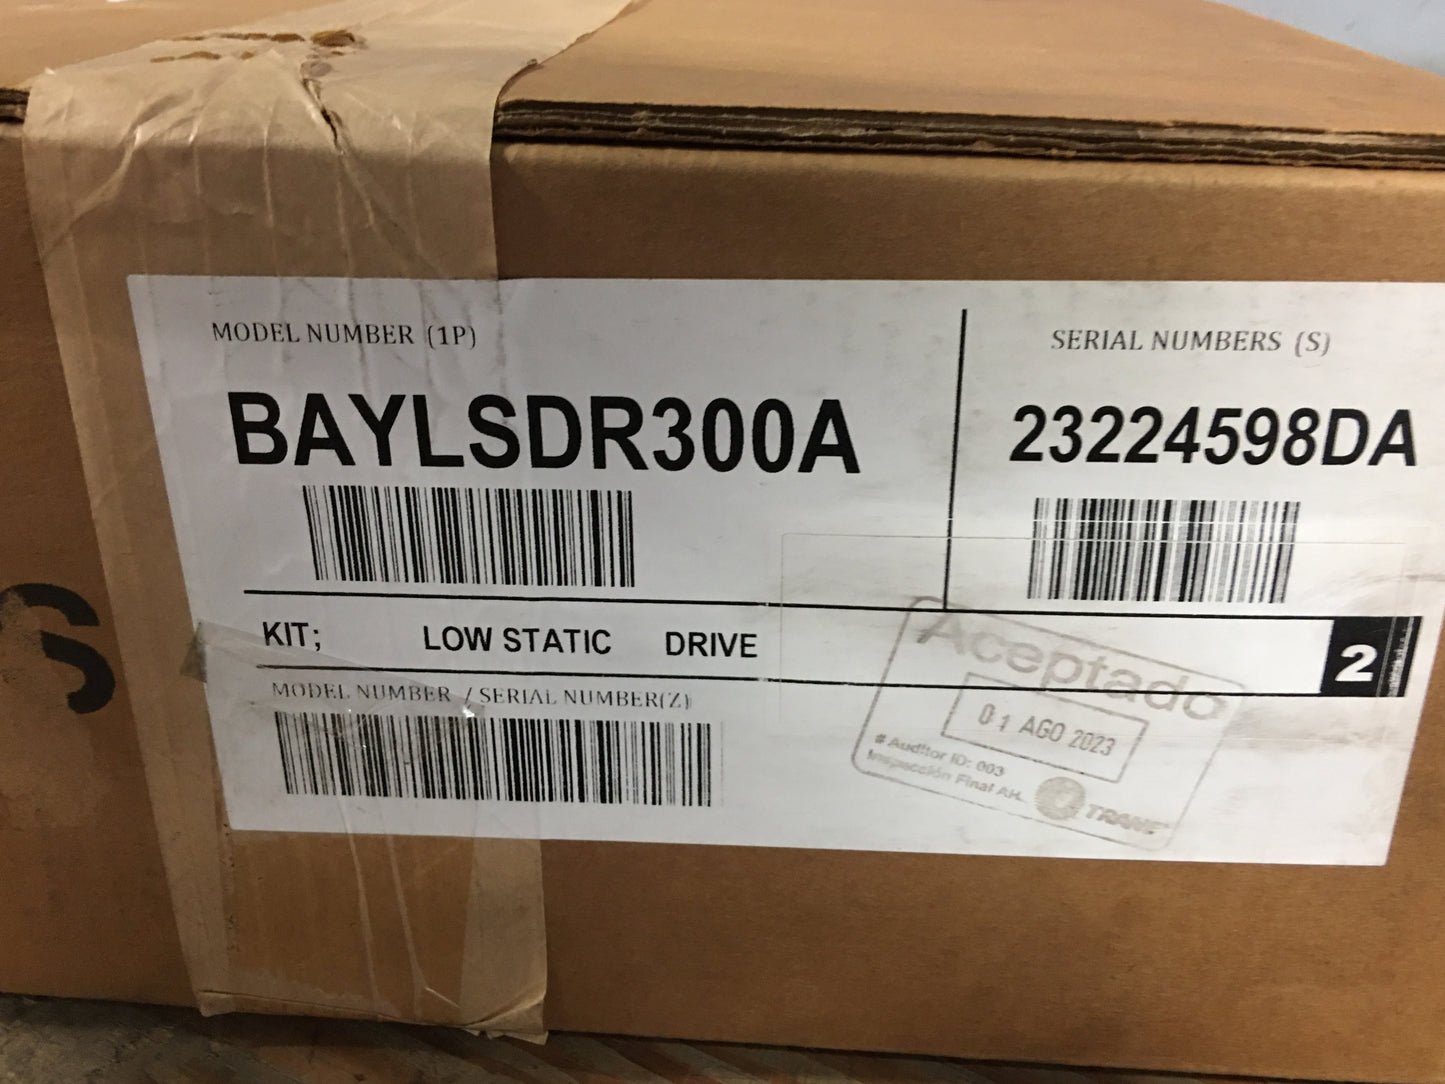 MODEL NUMBER (1P)
SERIAL NUMBERS (S)
BAYLSDR300A
23224598DA
KIT; LOW STATIC DRIVE
2
MODEL NUMBER / SERIAL NUMBER(Z)
Aceptado
01 AGO 2023
# Auditor ID: 003
Inspección Final AH.
TRANE
S